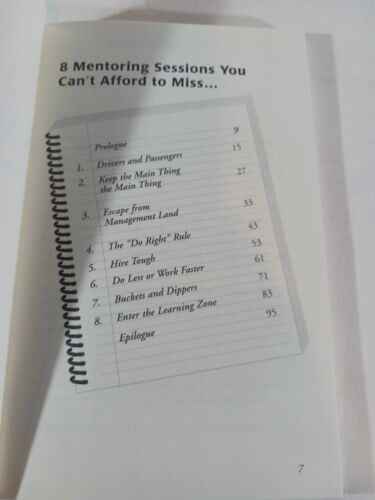 8 Mentoring Sessions You
Can't Afford to Miss...
Prologue 9
1. Drivers and Passengers 15
2. Keep the Main Thing
the Main Thing 27
3. Escape from
Management Land 33
4. The "Do Right" Rule 43
5. Hire Tough 53
6. Do Less or Work Faster 61
7. Buckets and Dippers 71
8. Enter the Learning Zone 83
Epilogue 95
7